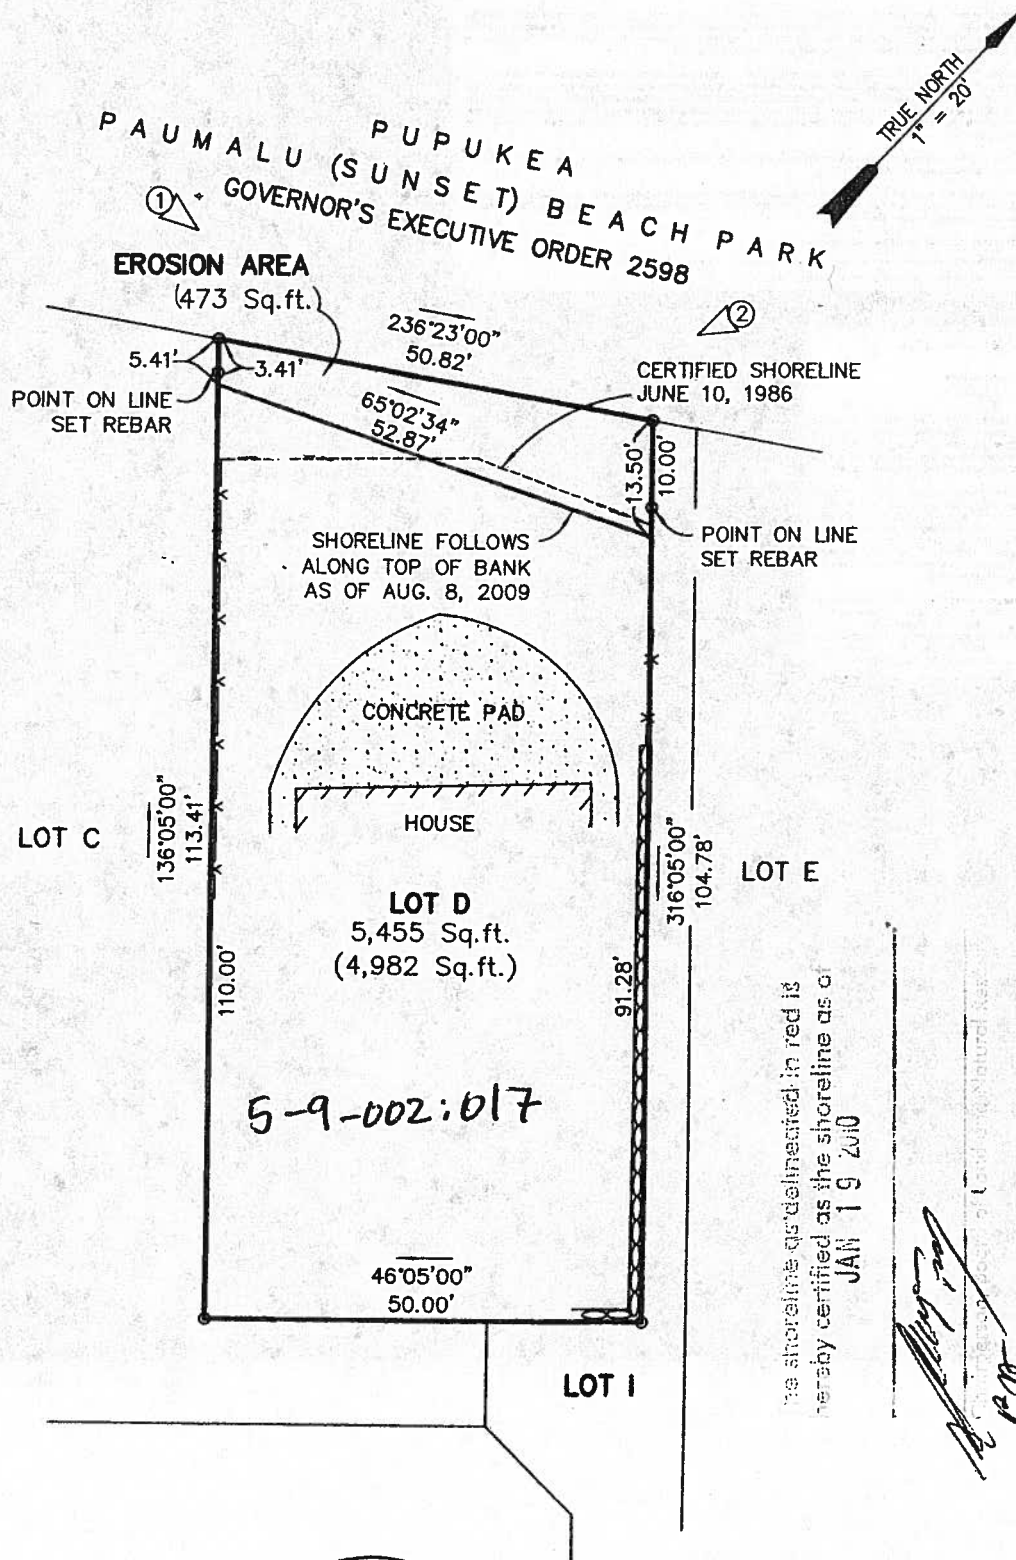 TRUE NORTH
1" = 20'
PUPUKEA
PAUMALU (SUNSET) BEACH PARK
GOVERNOR'S EXECUTIVE ORDER 2598
1
2
EROSION AREA
(473 Sq.ft.)
236°23'00"
50.82'
CERTIFIED SHORELINE
JUNE 10, 1986
5.41'
3.41'
POINT ON LINE
SET REBAR
65°02'34"
52.87'
13.50'
10.00'
POINT ON LINE
SET REBAR
SHORELINE FOLLOWS
ALONG TOP OF BANK
AS OF AUG. 8, 2009
CONCRETE PAD
HOUSE
LOT C
136°05'00"
113.41'
110.00'
LOT D
5,455 Sq.ft.
(4,982 Sq.ft.)
91.28'
316°05'00"
104.78'
LOT E
5-9-002:017
46°05'00"
50.00'
LOT 1
he shoreline as delineated in red is
hereby certified as the shoreline as of
JAN 19 2010